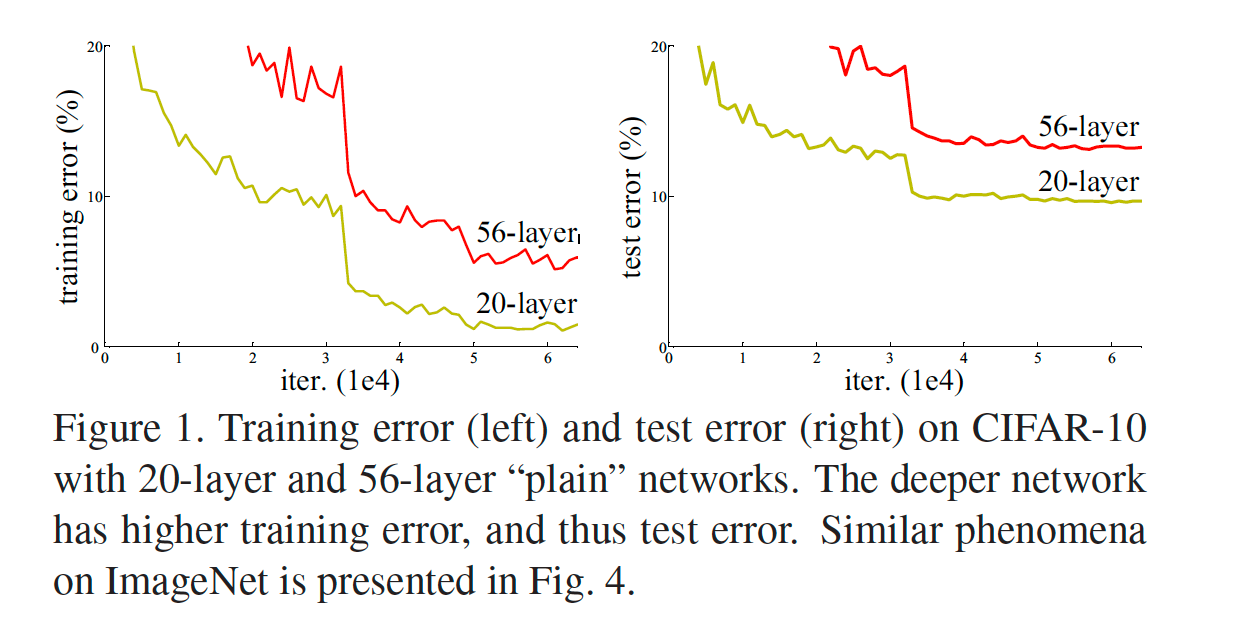 20
10
0
training error (%)
56-layer
20-layer
0 1 2 3 4 5 6
iter. (1e4)
20
10
test error (%)
56-layer
20-layer
0 1 2 3 4 5 6
iter. (1e4)
Figure 1. Training error (left) and test error (right) on CIFAR-10
with 20-layer and 56-layer “plain” networks. The deeper network
has higher training error, and thus test error. Similar phenomena
on ImageNet is presented in Fig. 4.